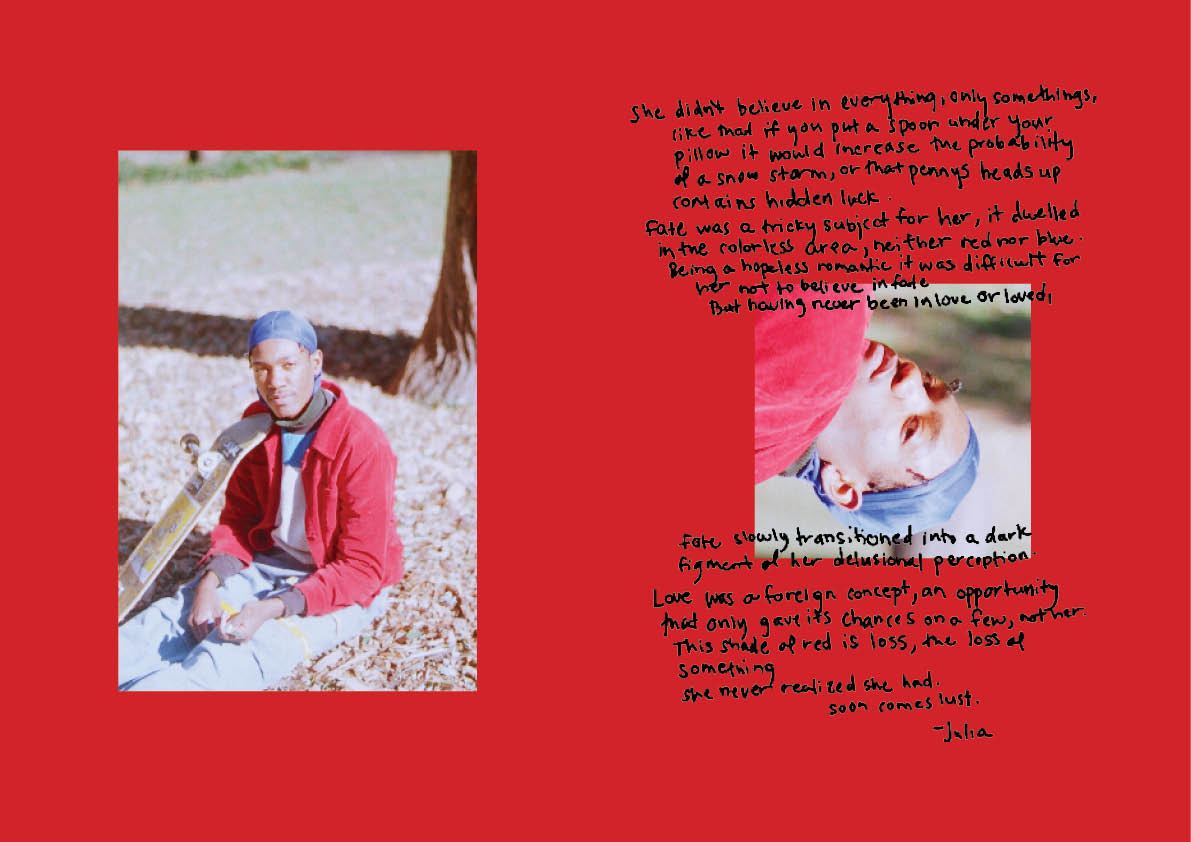 She didn't believe in everything, only somethings,
like that if you put a spoon under your
pillow it would increase the probability
of a snow storm, or that pennys heads up
contains hidden luck.
Fate was a tricky subject for her, it dwelled
in the colorless area, neither red nor blue.
Being a hopeless romantic it was difficult for
her not to believe in fate
But having never been in love or loved,
Fate slowly transitioned into a dark
figment of her delusional perception.
Love was a foreign concept, an opportunity
that only gave its chances on a few, not her.
This shade of red is loss, the loss of
something
she never realized she had.
soon comes lust.
-Julia